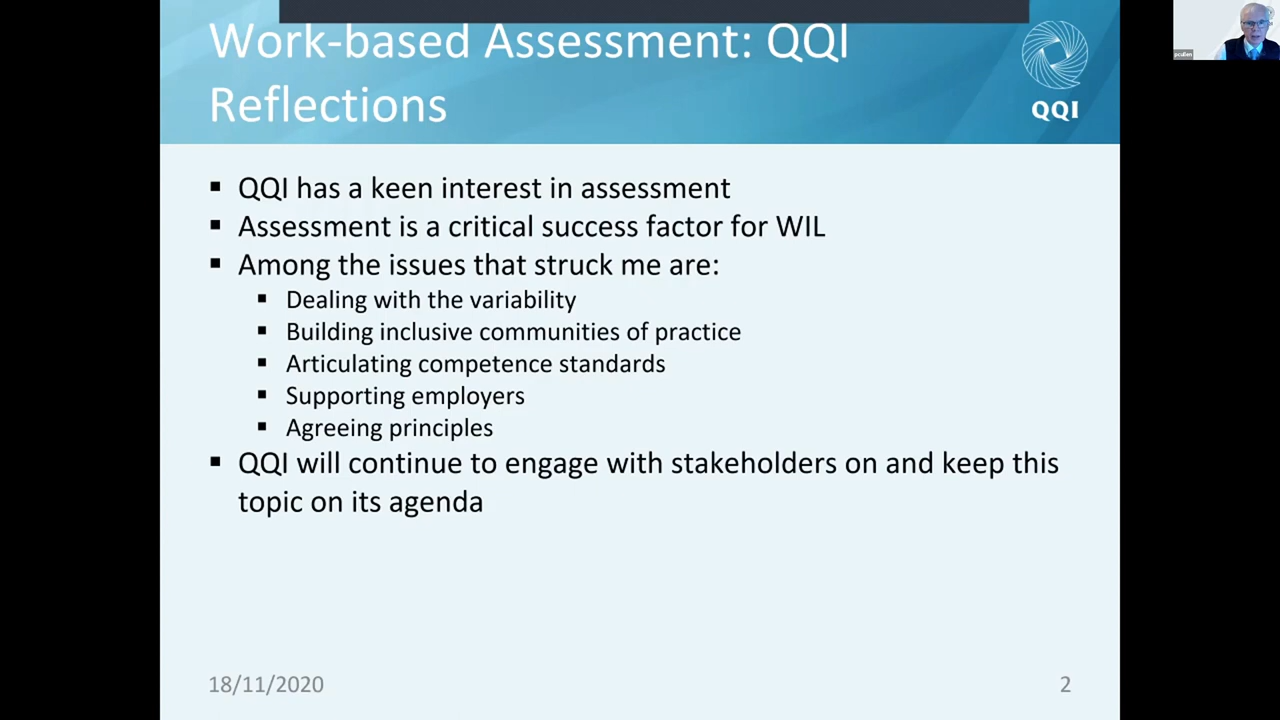 Work-based Assessment: QQI
Reflections
QQI
▪ QQI has a keen interest in assessment
▪ Assessment is a critical success factor for WIL
▪ Among the issues that struck me are:
▪ Dealing with the variability
▪ Building inclusive communities of practice
▪ Articulating competence standards
▪ Supporting employers
▪ Agreeing principles
▪ QQI will continue to engage with stakeholders on and keep this
topic on its agenda
18/11/2020
2